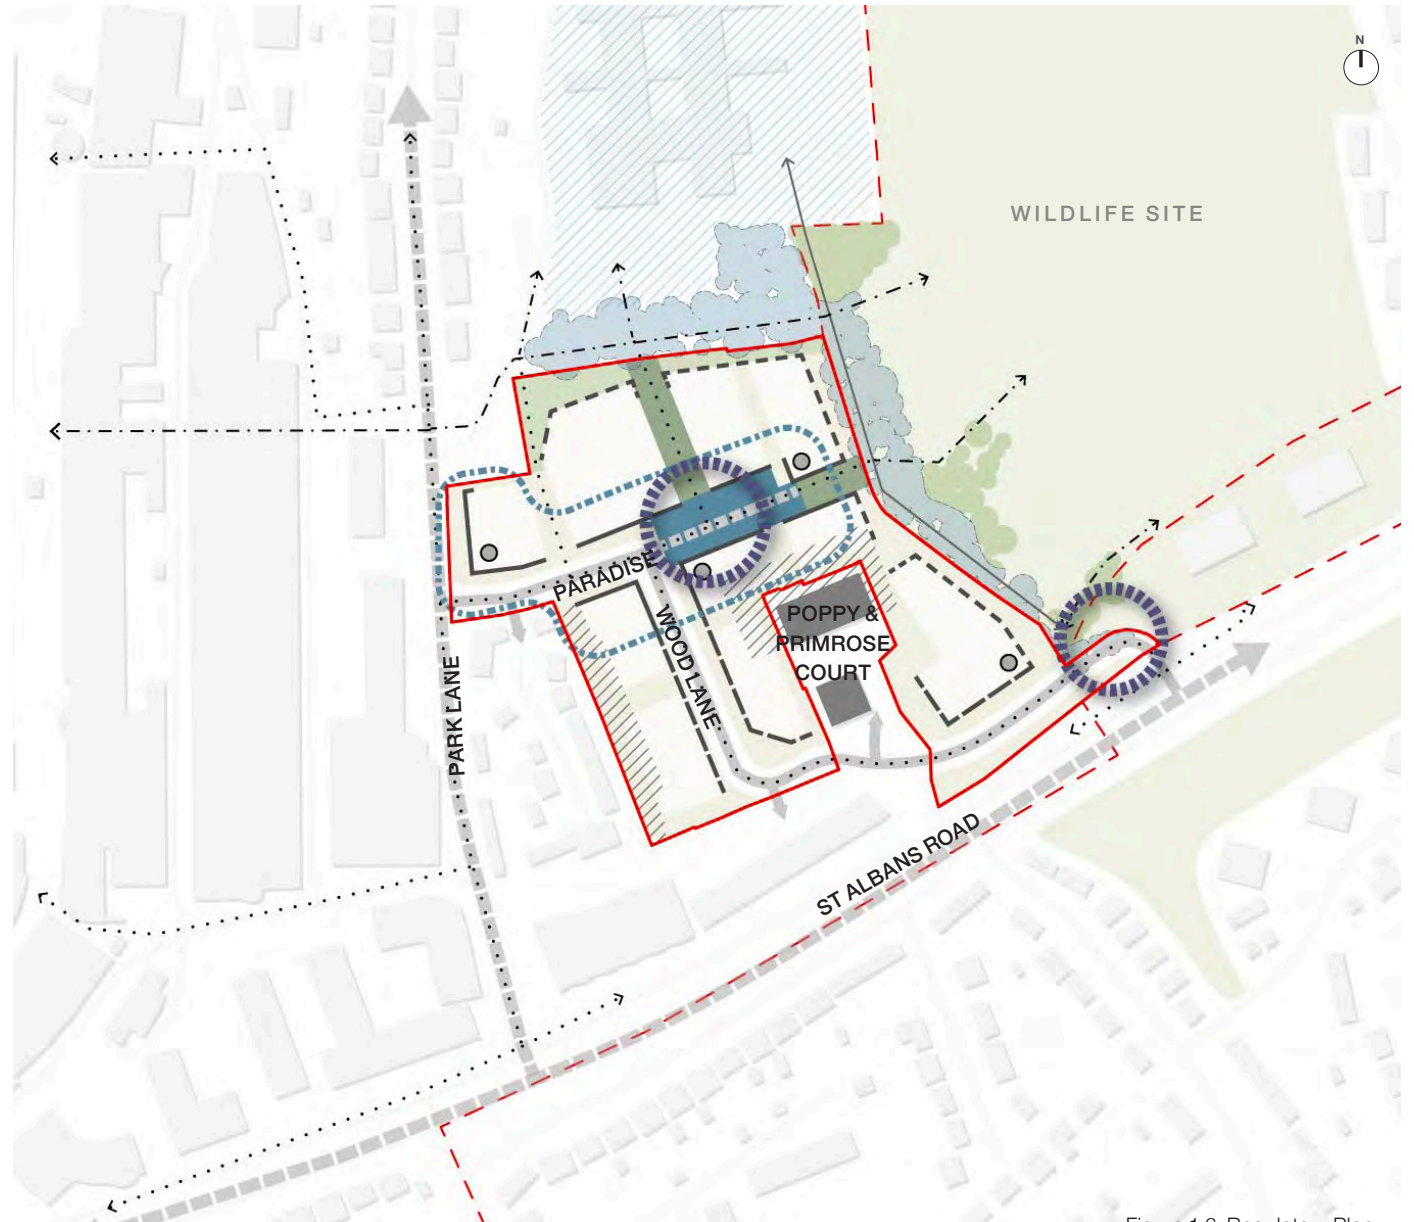 N
WILDLIFE SITE
PARADISE
POPPY &
PRIMROSE
COURT
WOOD LANE
PARK LANE
ST ALBANS ROAD